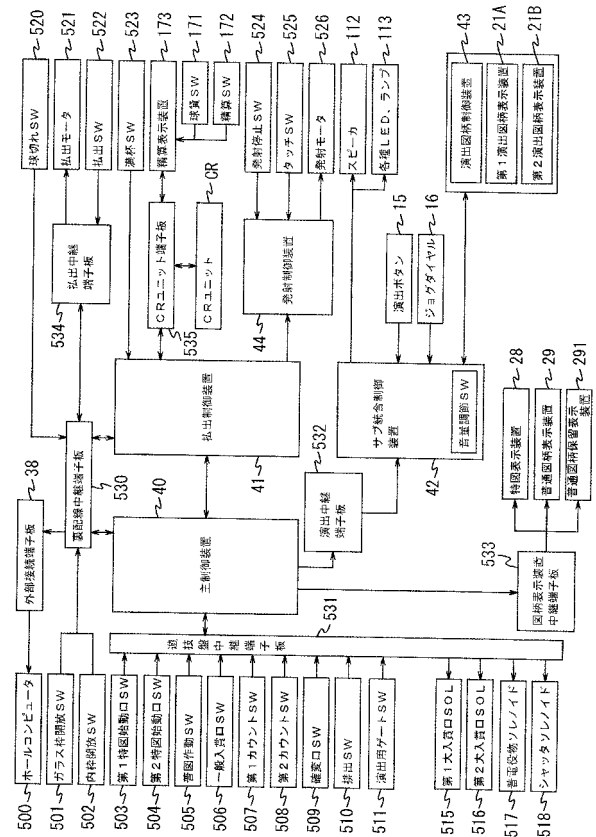 500 ホールコンピュータ
501 ガラス枠開放SW
502 内枠開放SW
503 第1特図始動口SW
504 第2特図始動口SW
505 普図作動SW
506 一般入賞口SW
507 第1カウントSW
508 第2カウントSW
509 確変口SW
510 排出SW
511 演出用ゲートSW
515 第1大入賞口SOL
516 第2大入賞口SOL
517 普電役物ソレノイド
518 シャッタソレノイド
外部接続端子板 38
遊技盤中継端子板 531
裏配線中継端子板
530
主制御装置 40
払出制御装置
41
演出中継
端子板 532
サブ統合制御
装置
音量調節SW
42
図柄表示装置
中継端子板
533
払出中継
端子板
534
CRユニット端子板
535
CRユニット CR
発射制御装置
44
球切れSW 520
払出モータ 521
払出SW 522
満杯SW 523
精算表示装置 173
球貸SW 171
精算SW 172
発射停止SW 524
タッチSW 525
発射モータ 526
スピーカ 112
各種LED、ランプ 113
演出ボタン 15
ジョグダイヤル 16
演出図柄制御装置 43
第1演出図柄表示装置 21A
第2演出図柄表示装置 21B
特図表示装置 28
普通図柄表示装置 29
普通図柄保留表示
装置 291